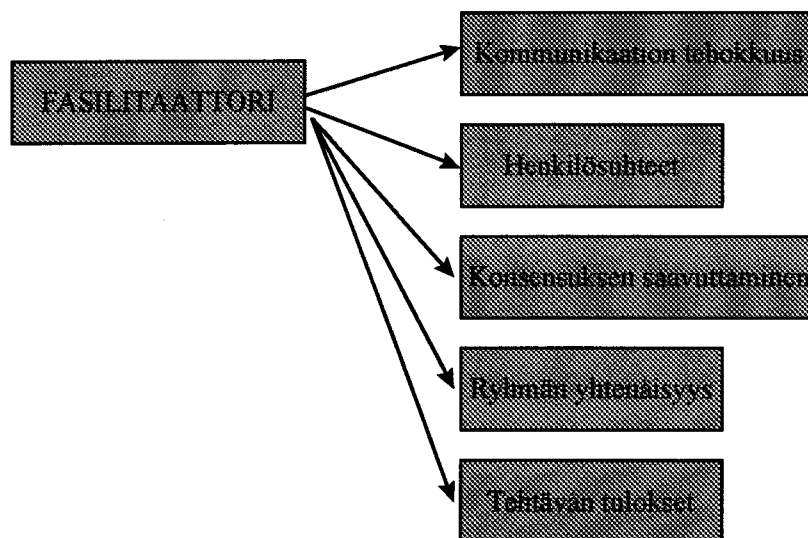 Kommunikaation tehokkuus
FASILITAATTORI
Henkilösuhteet
Konsensuksen saavuttaminen
Ryhmän yhtenäisyys
Tehtävän tulokset